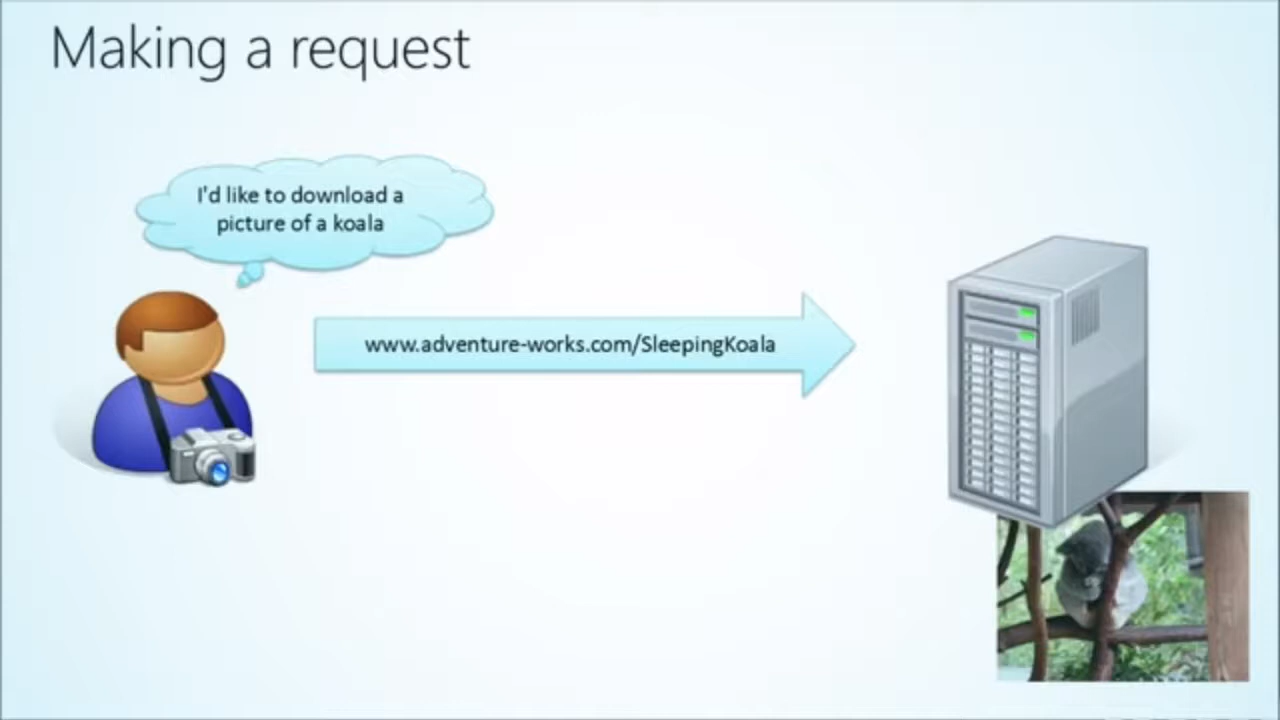 Making a request
I'd like to download a
picture of a koala
www.adventure-works.com/SleepingKoala